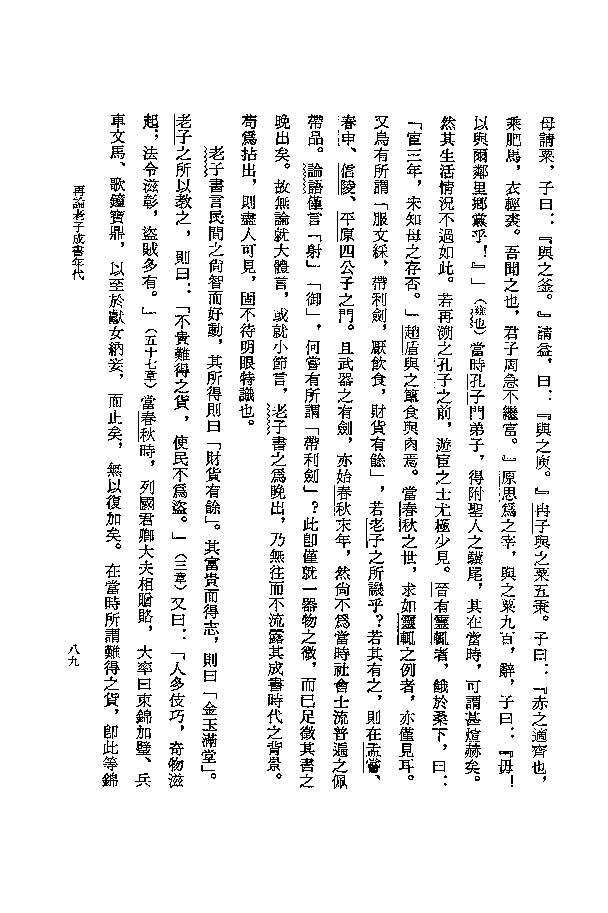 母請粟，子曰：『與之釜。』請益，曰：『與之庾。』冉子與之粟五秉。子曰：『赤之適齊也，
乘肥馬，衣輕裘。吾聞之也，君子周急不繼富。』原思為之宰，與之粟九百，辭，子曰：『毋！
以與爾鄰里鄉黨乎！』」（雍也）當時孔子門弟子，得附聖人之驥尾，其在當時，可謂甚煊赫矣。
然其生活情況不過如此。若再溯之孔子之前，遊宦之士尤極少見。晉有靈輒者，餓於桑下，曰：
「宦三年，未知母之存否。」趙盾與之簞食與肉焉。當春秋之世，求如靈輒之例者，亦僅見耳。
又烏有所謂「服文綵，帶利劍，厭飲食，財貨有餘」，若老子之所譏乎？若其有之，則在孟嘗、
春申、信陵、平原四公子之門。且武器之有劍，亦始春秋末年，然尙不為當時社會士流普遍之佩
帶品。論語僅言「射」「御」，何嘗有所謂「帶利劍」？此卽僅就一器物之微，而已足徵其書之
晚出矣。故無論就大體言，或就小節言，老子書之為晚出，乃無往而不流露其成書時代之背景。
苟為拈出，則盡人可見，固不待明眼特識也。
老子書言民間之尙智而好動，其所得則曰「財貨有餘」。其富貴而得志，則曰「金玉滿堂」。
老子之所以教之，則曰：「不貴難得之貨，使民不為盜。」（三章）又曰：「人多伎巧，奇物滋
起，法令滋彰，盜賊多有。」（五十七章）當春秋時，列國君卿大夫相贈賂，大率曰束錦加璧、兵
車文馬、歌鐘寶鼎，以至於獻女納妾，而止矣，無以復加矣。在當時所謂難得之貨，卽此等錦
再論老子成書年代
八九